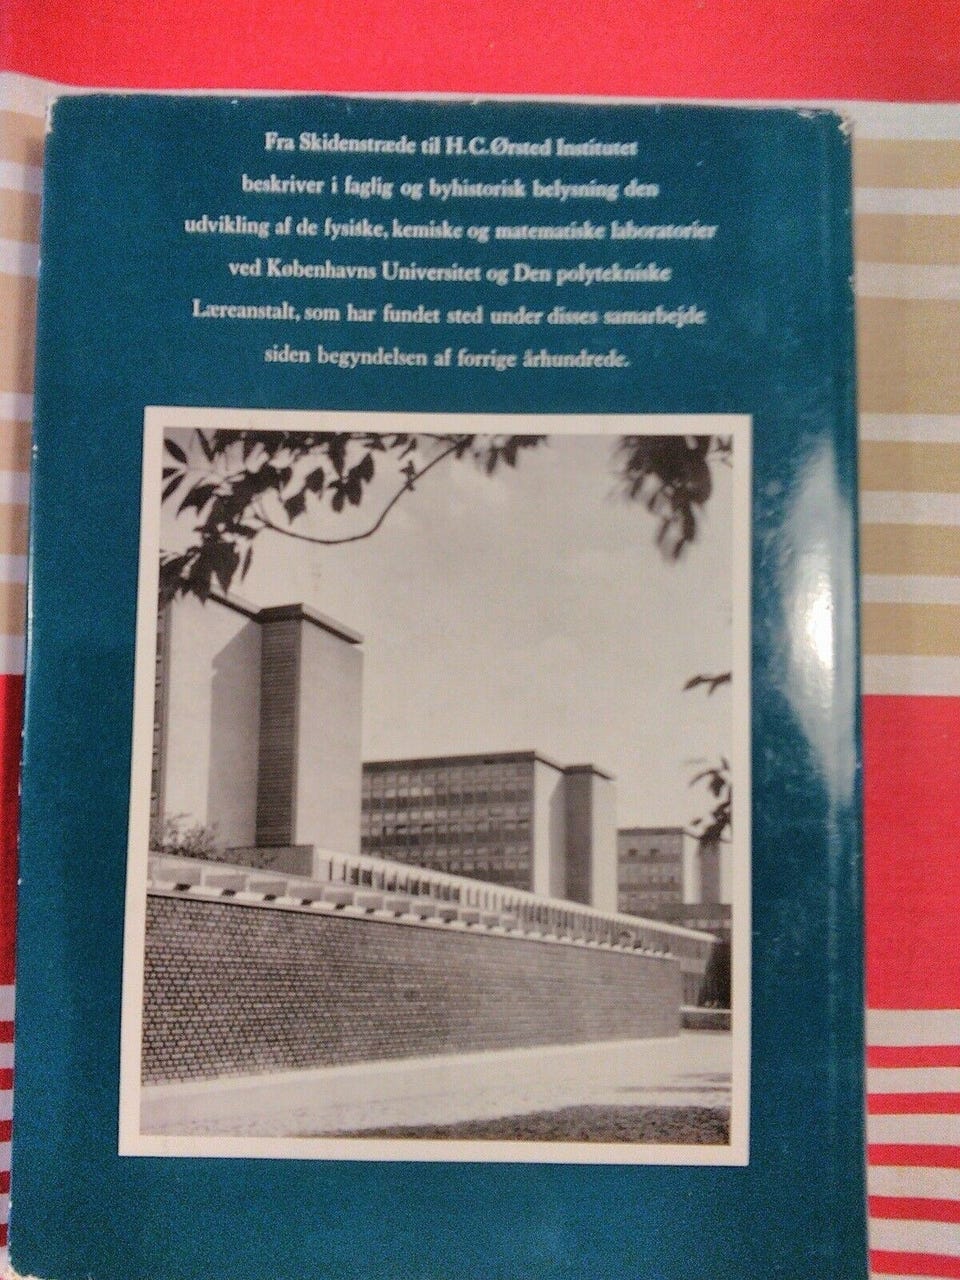 Fra Skidenstræde til H.C.Ørsted Institutet
beskriver i faglig og byhistorisk belysning den
udvikling af de fysiske, kemiske og matematiske laboratorier
ved Københavns Universitet og Den polytekniske
Læreanstalt, som har fundet sted under disses samarbejde
siden begyndelsen af forrige århundrede.